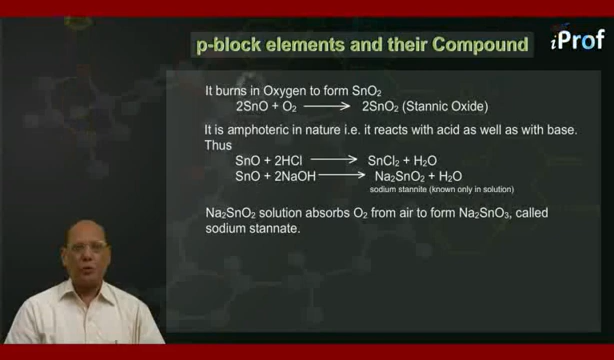 p-block elements and their Compound
iProf
It burns in Oxygen to form SnO₂
2SnO + O₂ ⟶ 2SnO₂ (Stannic Oxide)
It is amphoteric in nature i.e. it reacts with acid as well as with base.
Thus
SnO + 2HCl ⟶ SnCl₂ + H₂O
SnO + 2NaOH ⟶ Na₂SnO₂ + H₂O
sodium stannite (known only in solution)
Na₂SnO₂ solution absorbs O₂ from air to form Na₂SnO₃, called
sodium stannate.